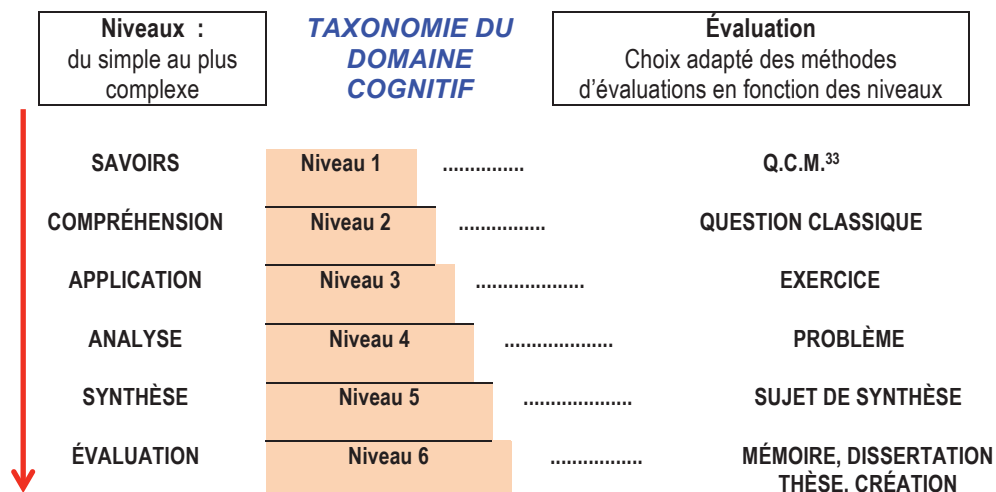 Niveaux :
du simple au plus
complexe
TAXONOMIE DU
DOMAINE
COGNITIF
Évaluation
Choix adapté des méthodes
d'évaluations en fonction des niveaux
SAVOIRS Niveau 1 ............... Q.C.M.33
COMPRÉHENSION Niveau 2 ................ QUESTION CLASSIQUE
APPLICATION Niveau 3 .................... EXERCICE
ANALYSE Niveau 4 .................... PROBLÈME
SYNTHÈSE Niveau 5 .................... SUJET DE SYNTHÈSE
ÉVALUATION Niveau 6 ................. MÉMOIRE, DISSERTATION
THÈSE, CRÉATION